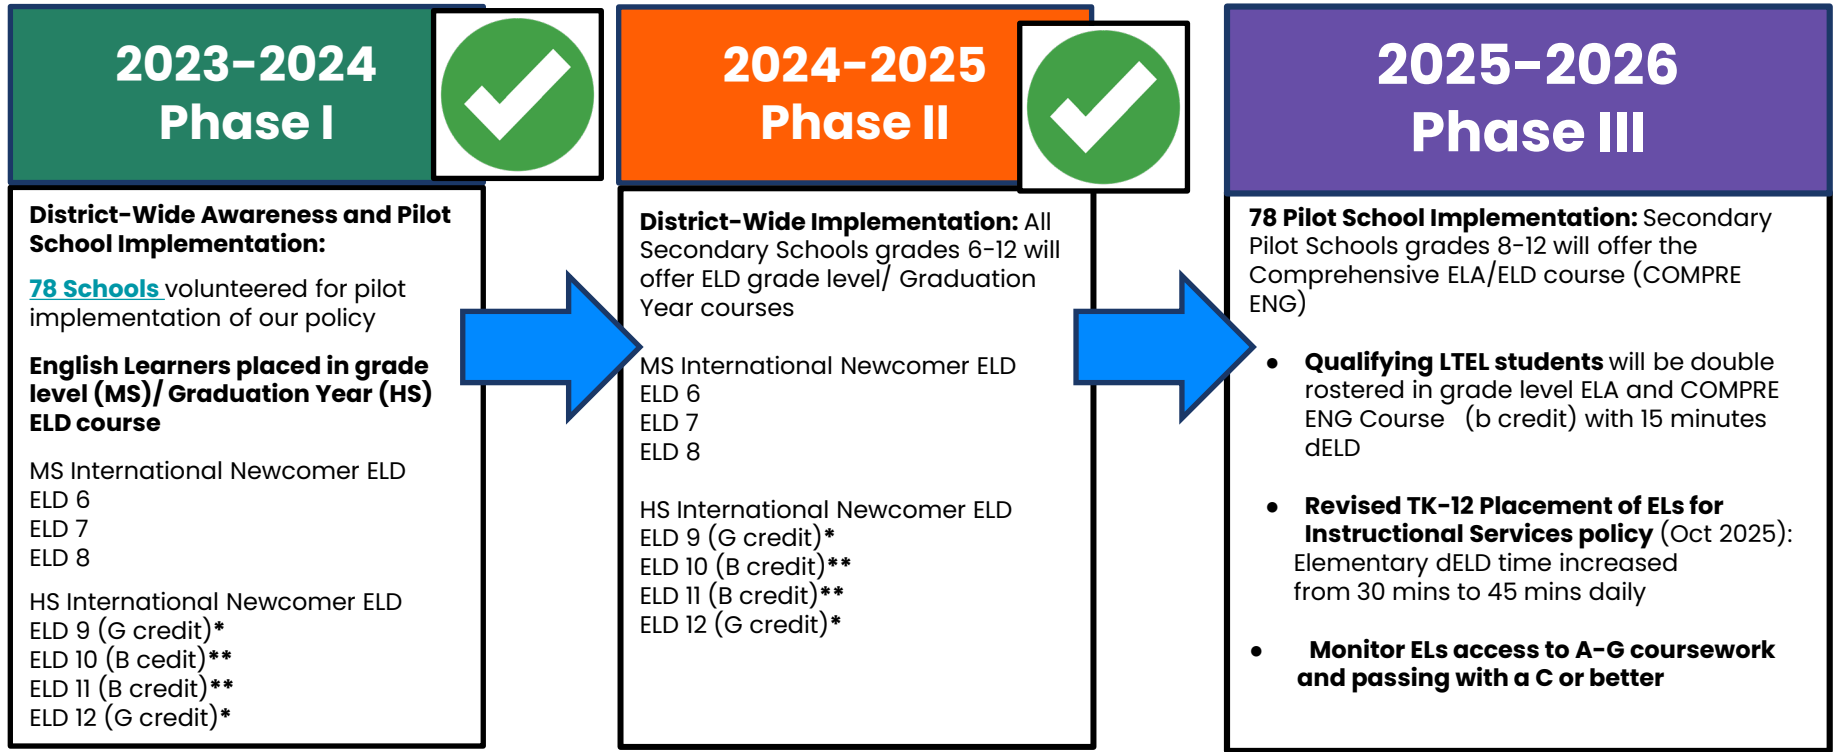 2023-2024
Phase I
District-Wide Awareness and Pilot
School Implementation:
78 Schools volunteered for pilot
implementation of our policy
English Learners placed in grade
level (MS)/ Graduation Year (HS)
ELD course
MS International Newcomer ELD
ELD 6
ELD 7
ELD 8
HS International Newcomer ELD
ELD 9 (G credit)*
ELD 10 (B cedit)**
ELD 11 (B credit)**
ELD 12 (G credit)*
2024-2025
Phase II
District-Wide Implementation: All
Secondary Schools grades 6-12 will
offer ELD grade level/ Graduation
Year courses
MS International Newcomer ELD
ELD 6
ELD 7
ELD 8
HS International Newcomer ELD
ELD 9 (G credit)*
ELD 10 (B credit)**
ELD 11 (B credit)**
ELD 12 (G credit)*
2025-2026
Phase III
78 Pilot School Implementation: Secondary
Pilot Schools grades 8-12 will offer the
Comprehensive ELA/ELD course (COMPRE
ENG)
● Qualifying LTEL students will be double
rostered in grade level ELA and COMPRE
ENG Course (b credit) with 15 minutes
dELD
● Revised TK-12 Placement of ELs for
Instructional Services policy (Oct 2025):
Elementary dELD time increased
from 30 mins to 45 mins daily
● Monitor ELs access to A-G coursework
and passing with a C or better